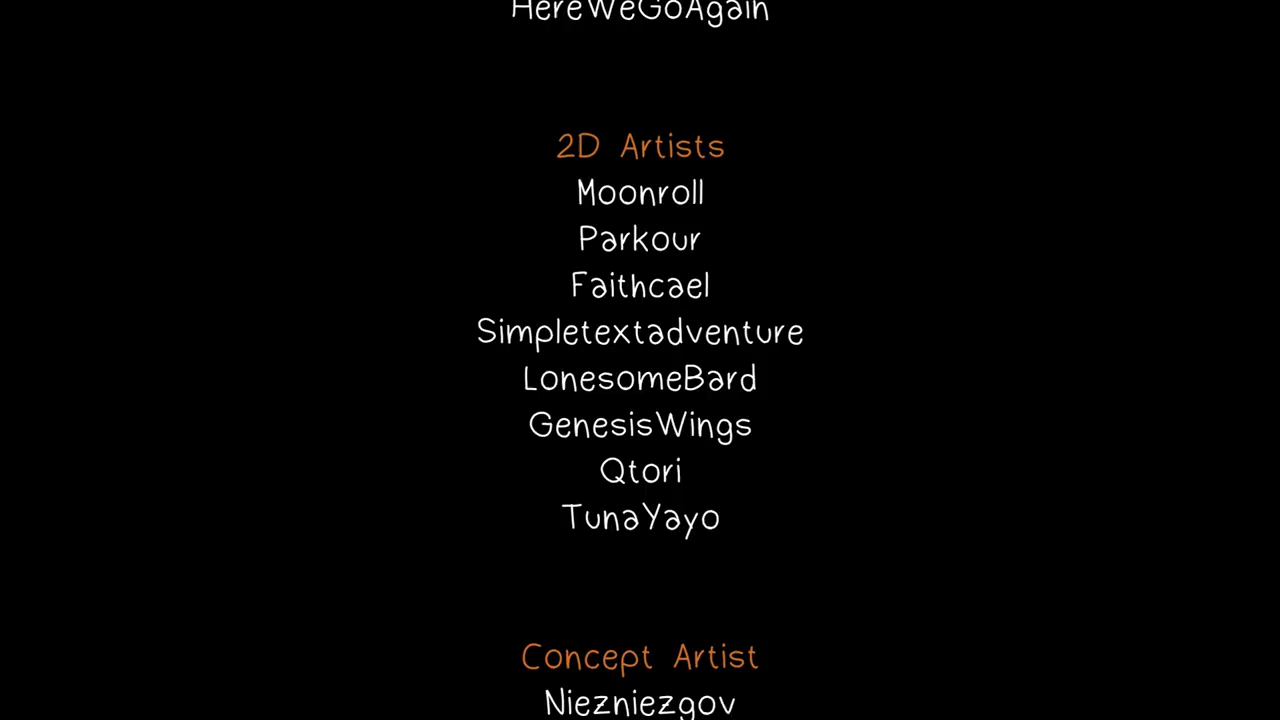 HereWeGoAgain
2D Artists
Moonroll
Parkour
Faithcael
Simpletextadventure
LonesomeBard
GenesisWings
Qtori
TunaYayo
Concept Artist
Niezniezgov